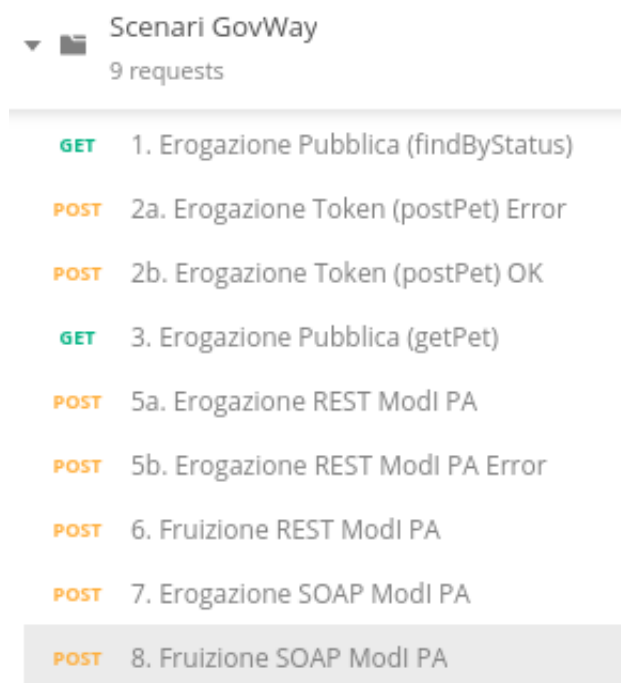 Scenari GovWay
9 requests
GET 1. Erogazione Pubblica (findByStatus)
POST 2a. Erogazione Token (postPet) Error
POST 2b. Erogazione Token (postPet) OK
GET 3. Erogazione Pubblica (getPet)
POST 5a. Erogazione REST ModI PA
POST 5b. Erogazione REST ModI PA Error
POST 6. Fruizione REST ModI PA
POST 7. Erogazione SOAP ModI PA
POST 8. Fruizione SOAP ModI PA